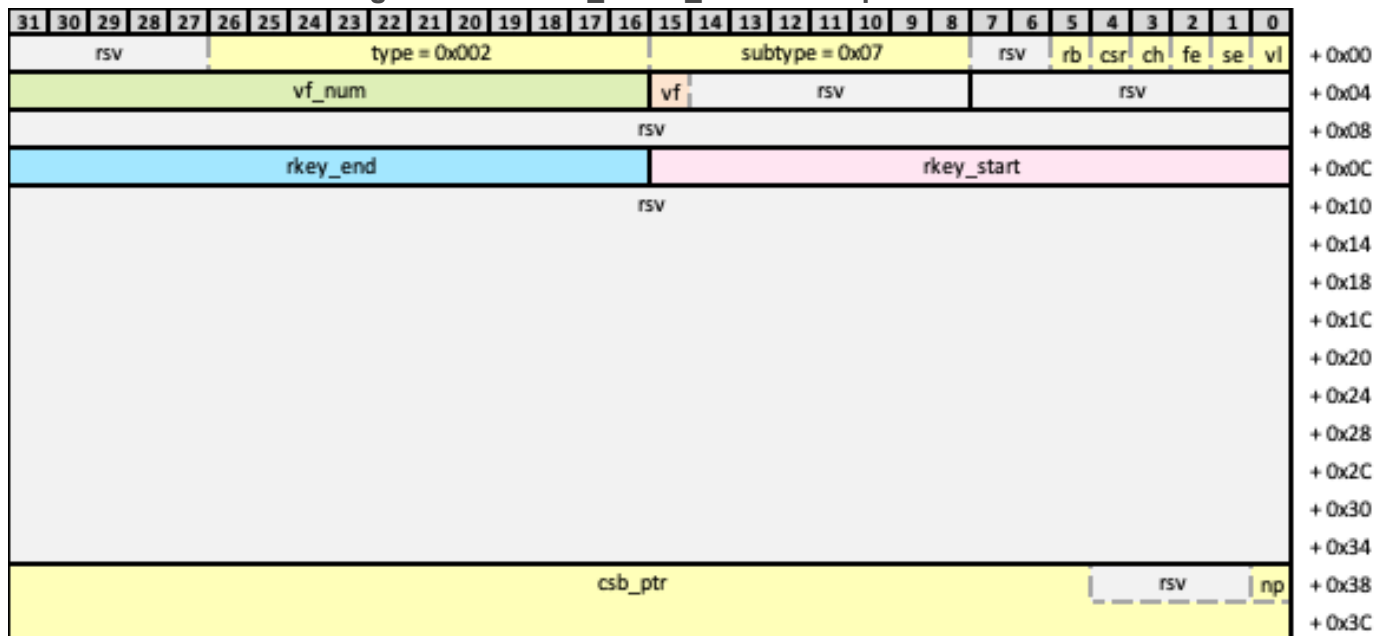 31 30 29 28 27 26 25 24 23 22 21 20 19 18 17 16 15 14 13 12 11 10 9 8 7 6 5 4 3 2 1 0
rsv type = 0x002 subtype = 0x07 rsv rb csr ch fe se vl + 0x00
vf_num vf rsv rsv + 0x04
rsv + 0x08
rkey_end rkey_start + 0x0C
rsv + 0x10
+ 0x14
+ 0x18
+ 0x1C
+ 0x20
+ 0x24
+ 0x28
+ 0x2C
+ 0x30
+ 0x34
csb_ptr rsv np + 0x38
+ 0x3C